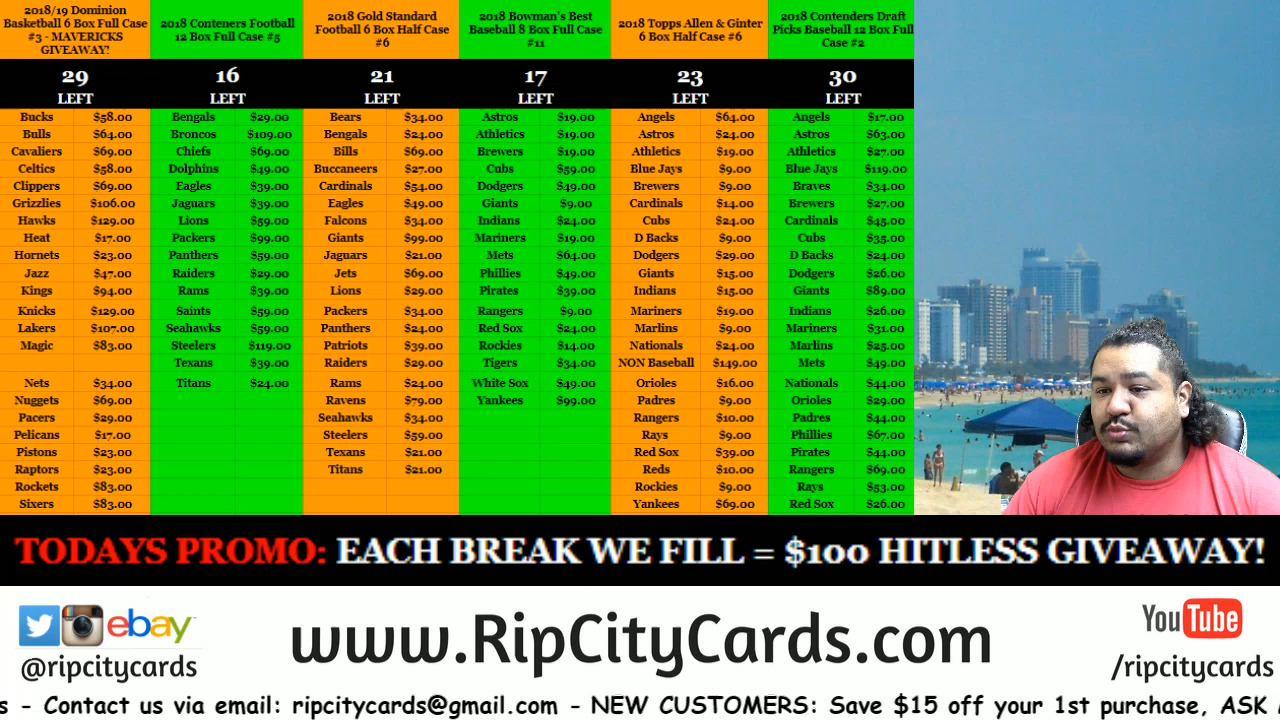 2018/19 Dominion
Basketball 6 Box Full Case
#3 - MAVERICKS
GIVEAWAY!
29
LEFT
Bucks $58.00
Bulls $64.00
Cavaliers $69.00
Celtics $58.00
Clippers $69.00
Grizzlies $106.00
Hawks $129.00
Heat $17.00
Hornets $23.00
Jazz $47.00
Kings $94.00
Knicks $129.00
Lakers $107.00
Magic $83.00
Nets $34.00
Nuggets $69.00
Pacers $29.00
Pelicans $17.00
Pistons $23.00
Raptors $23.00
Rockets $83.00
Sixers $83.00
2018 Conteners Football
12 Box Full Case #5
16
LEFT
Bengals $29.00
Broncos $109.00
Chiefs $69.00
Dolphins $49.00
Eagles $39.00
Jaguars $39.00
Lions $59.00
Packers $99.00
Panthers $59.00
Raiders $29.00
Rams $39.00
Saints $59.00
Seahawks $59.00
Steelers $119.00
Texans $39.00
Titans $24.00
2018 Gold Standard
Football 6 Box Half Case
#6
21
LEFT
Bears $34.00
Bengals $24.00
Bills $69.00
Buccaneers $27.00
Cardinals $54.00
Eagles $49.00
Falcons $34.00
Giants $99.00
Jaguars $21.00
Jets $69.00
Lions $29.00
Packers $34.00
Panthers $24.00
Patriots $39.00
Raiders $29.00
Rams $24.00
Ravens $79.00
Seahawks $34.00
Steelers $59.00
Texans $21.00
Titans $21.00
2018 Bowman's Best
Baseball 8 Box Full Case
#11
17
LEFT
Astros $19.00
Athletics $19.00
Brewers $19.00
Cubs $59.00
Dodgers $49.00
Giants $9.00
Indians $24.00
Mariners $19.00
Mets $64.00
Phillies $49.00
Pirates $39.00
Rangers $9.00
Red Sox $24.00
Rockies $14.00
Tigers $34.00
White Sox $49.00
Yankees $99.00
2018 Topps Allen & Ginter
6 Box Half Case #6
23
LEFT
Angels $64.00
Astros $24.00
Athletics $19.00
Blue Jays $9.00
Brewers $9.00
Cardinals $14.00
Cubs $24.00
D Backs $9.00
Dodgers $29.00
Giants $15.00
Indians $15.00
Mariners $19.00
Marlins $9.00
Nationals $24.00
NON Baseball $149.00
Orioles $16.00
Padres $9.00
Rangers $10.00
Rays $9.00
Red Sox $39.00
Reds $10.00
Rockies $9.00
Yankees $69.00
2018 Contenders Draft
Picks Baseball 12 Box Full
Case #2
30
LEFT
Angels $17.00
Astros $63.00
Athletics $27.00
Blue Jays $119.00
Braves $34.00
Brewers $27.00
Cardinals $45.00
Cubs $35.00
D Backs $24.00
Dodgers $26.00
Giants $89.00
Indians $26.00
Mariners $31.00
Marlins $25.00
Mets $49.00
Nationals $44.00
Orioles $29.00
Padres $44.00
Phillies $67.00
Pirates $44.00
Rangers $69.00
Rays $53.00
Red Sox $26.00
TODAYS PROMO: EACH BREAK WE FILL = $100 HITLESS GIVEAWAY!
ebay
@ripcitycards
www.RipCityCards.com
YouTube
/ripcitycards
s - Contact us via email: ripcitycards@gmail.com - NEW CUSTOMERS: Save $15 off your 1st purchase, ASK